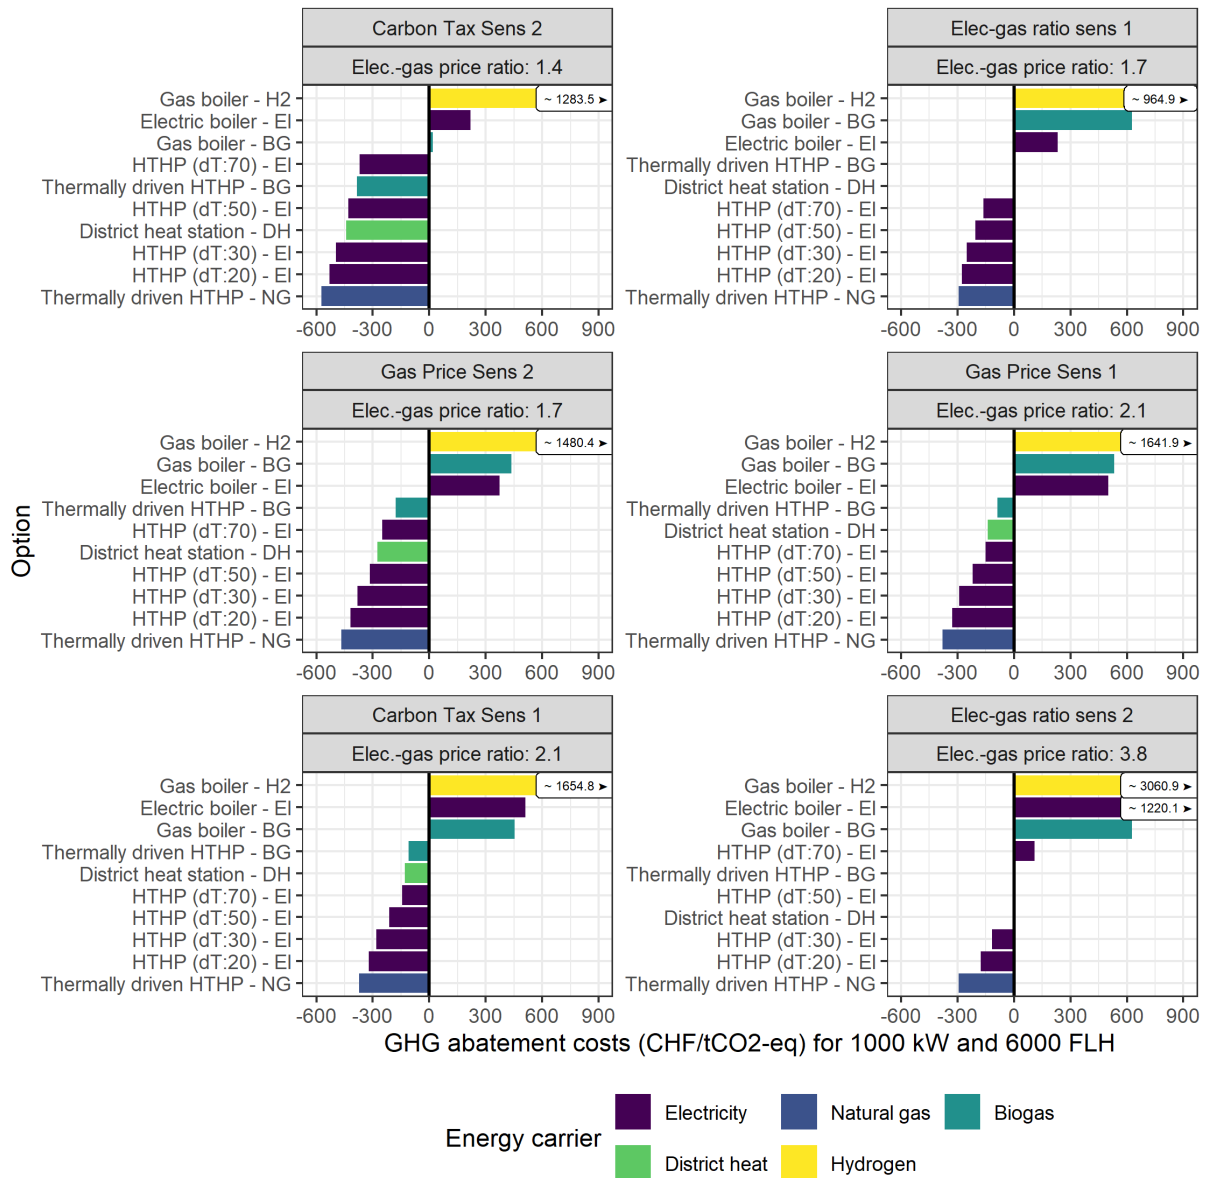 Carbon Tax Sens 2
Elec.-gas price ratio: 1.4
Gas boiler - H2
Electric boiler - El
Gas boiler - BG
HTHP (dT:70) - El
Thermally driven HTHP - BG
HTHP (dT:50) - El
District heat station - DH
HTHP (dT:30) - El
HTHP (dT:20) - El
Thermally driven HTHP - NG
~ 1283.5 ➤
-600 -300 0 300 600 900
Elec-gas ratio sens 1
Elec.-gas price ratio: 1.7
Gas boiler - H2
Gas boiler - BG
Electric boiler - El
Thermally driven HTHP - BG
District heat station - DH
HTHP (dT:70) - El
HTHP (dT:50) - El
HTHP (dT:30) - El
HTHP (dT:20) - El
Thermally driven HTHP - NG
~ 964.9 ➤
-600 -300 0 300 600 900
Gas Price Sens 2
Elec.-gas price ratio: 1.7
Gas boiler - H2
Gas boiler - BG
Electric boiler - El
Thermally driven HTHP - BG
HTHP (dT:70) - El
District heat station - DH
HTHP (dT:50) - El
HTHP (dT:30) - El
HTHP (dT:20) - El
Thermally driven HTHP - NG
~ 1480.4 ➤
-600 -300 0 300 600 900
Gas Price Sens 1
Elec.-gas price ratio: 2.1
Gas boiler - H2
Gas boiler - BG
Electric boiler - El
Thermally driven HTHP - BG
District heat station - DH
HTHP (dT:70) - El
HTHP (dT:50) - El
HTHP (dT:30) - El
HTHP (dT:20) - El
Thermally driven HTHP - NG
~ 1641.9 ➤
-600 -300 0 300 600 900
Carbon Tax Sens 1
Elec.-gas price ratio: 2.1
Gas boiler - H2
Electric boiler - El
Gas boiler - BG
Thermally driven HTHP - BG
District heat station - DH
HTHP (dT:70) - El
HTHP (dT:50) - El
HTHP (dT:30) - El
HTHP (dT:20) - El
Thermally driven HTHP - NG
~ 1654.8 ➤
-600 -300 0 300 600 900
Elec-gas ratio sens 2
Elec.-gas price ratio: 3.8
Gas boiler - H2
Electric boiler - El
Gas boiler - BG
HTHP (dT:70) - El
Thermally driven HTHP - BG
HTHP (dT:50) - El
District heat station - DH
HTHP (dT:30) - El
HTHP (dT:20) - El
Thermally driven HTHP - NG
~ 3060.9 ➤
~ 1220.1 ➤
-600 -300 0 300 600 900
Option
GHG abatement costs (CHF/tCO2-eq) for 1000 kW and 6000 FLH
Energy carrier
Electricity
Natural gas
Biogas
District heat
Hydrogen